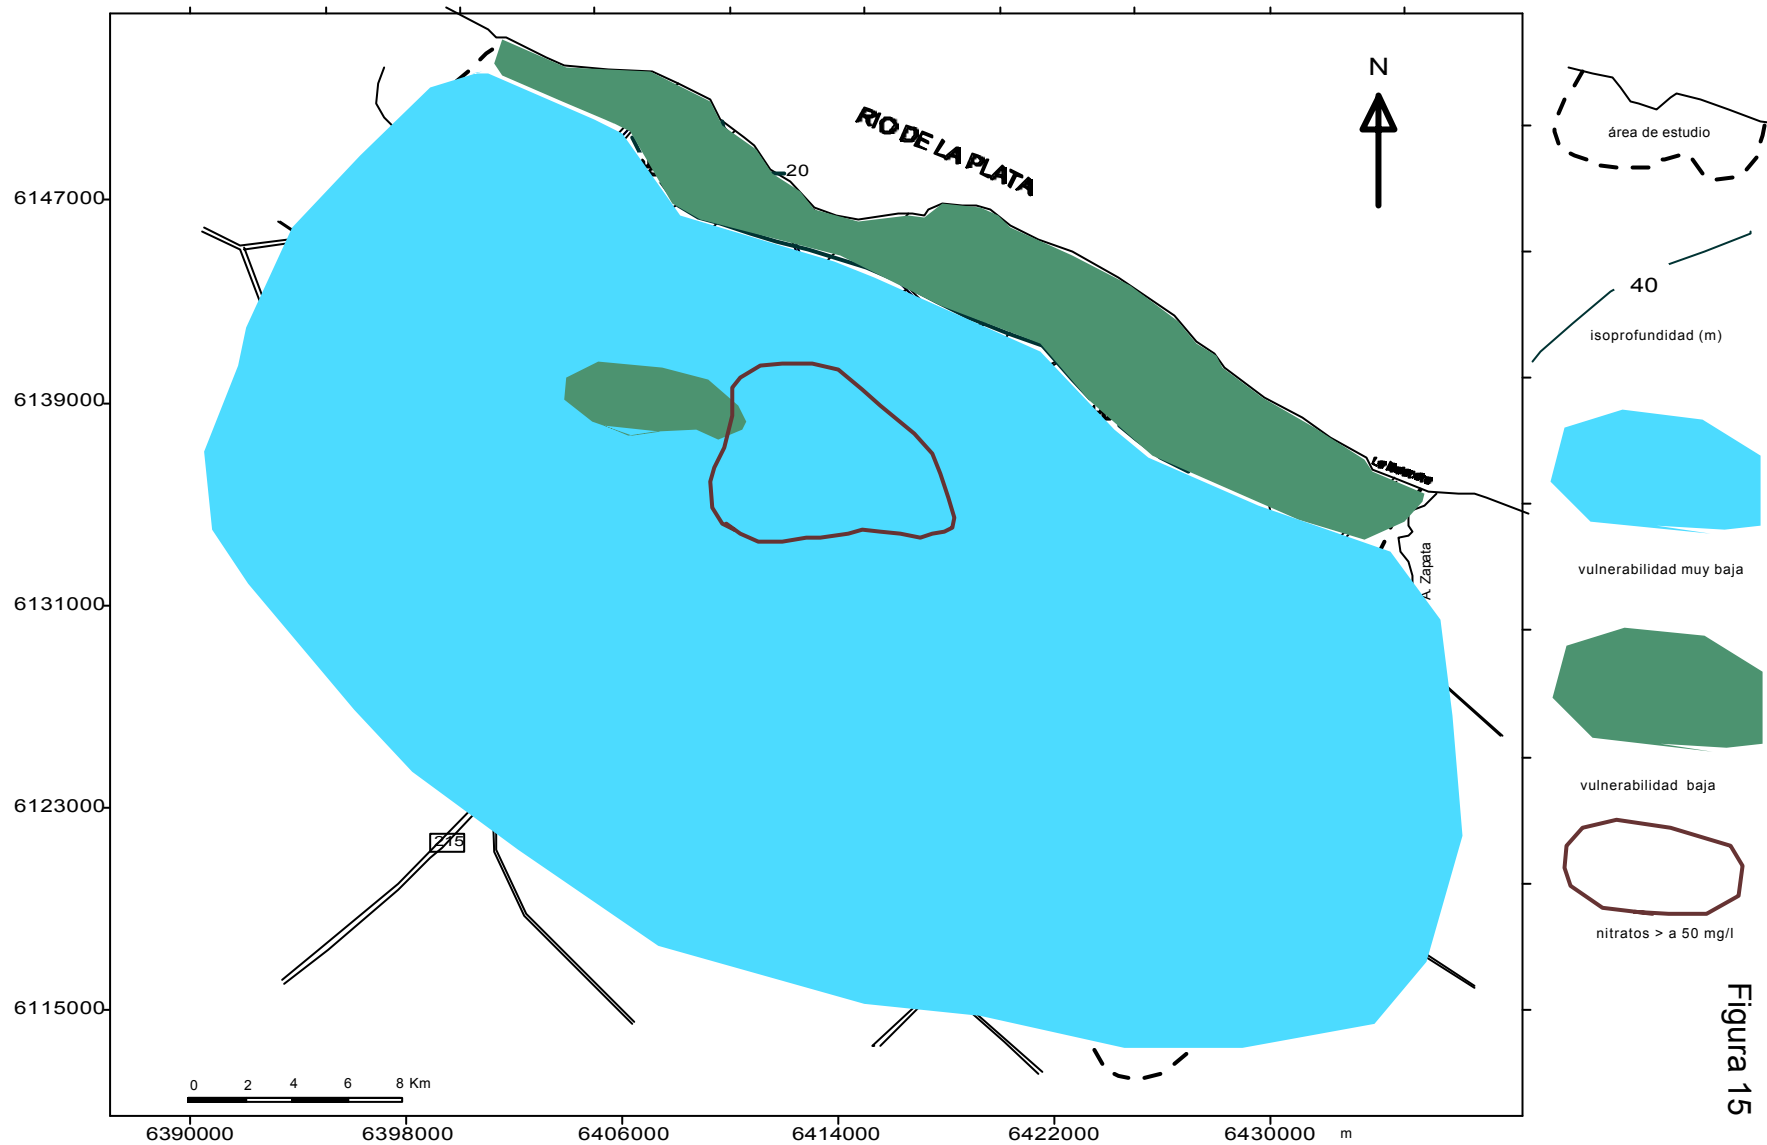 N
RIO DE LA PLATA
20
área de estudio
40
isoprofundidad (m)
vulnerabilidad muy baja
vulnerabilidad baja
nitratos > a 50 mg/l
Figura 15
A. Zapata
215
6147000
6139000
6131000
6123000
6115000
0 2 4 6 8 Km
6390000 6398000 6406000 6414000 6422000 6430000 m